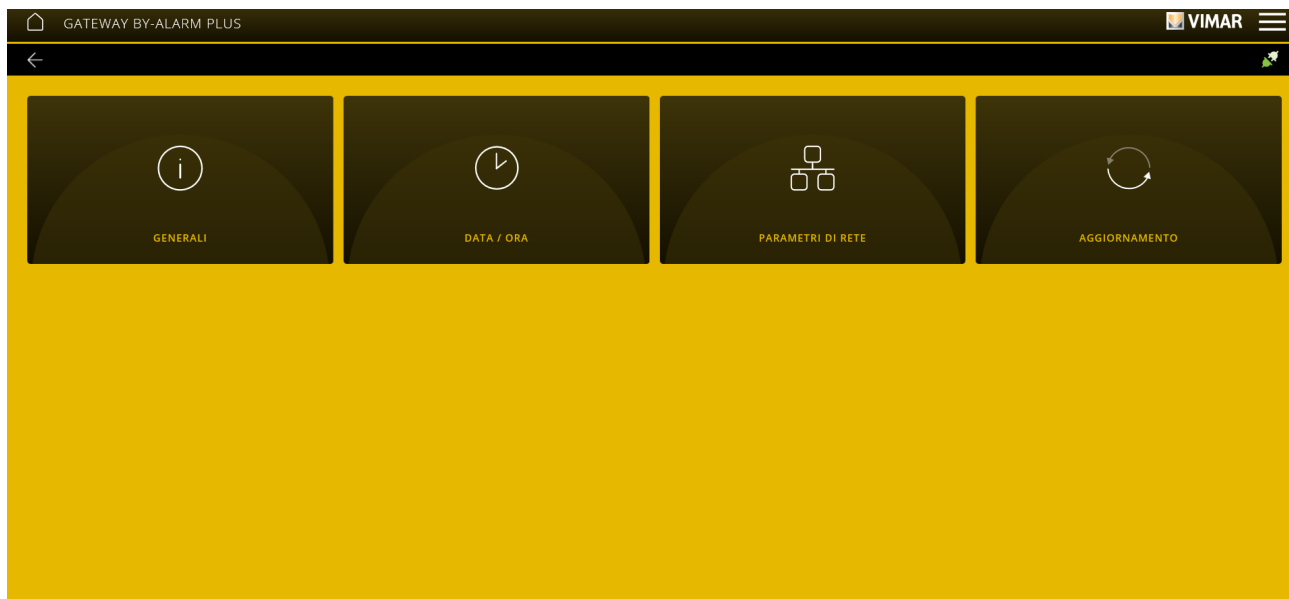 GATEWAY BY-ALARM PLUS
VIMAR
GENERALI
DATA / ORA
PARAMETRI DI RETE
AGGIORNAMENTO